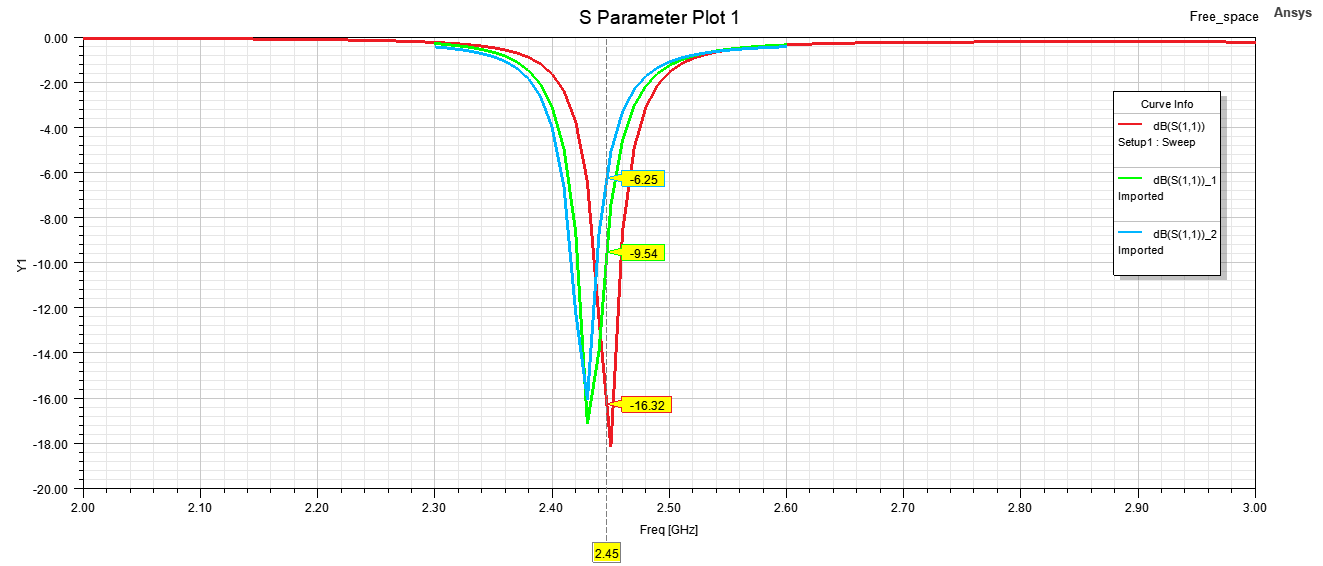 S Parameter Plot 1
Free_space
Ansys
0.00
-2.00
-4.00
-6.00
-8.00
-10.00
-12.00
-14.00
-16.00
-18.00
-20.00
Y1
Curve Info
dB(S(1,1))
Setup1 : Sweep
dB(S(1,1))_1
Imported
dB(S(1,1))_2
Imported
-6.25
-9.54
-16.32
2.00 2.10 2.20 2.30 2.40 2.50 2.60 2.70 2.80 2.90 3.00
Freq [GHz]
2.45